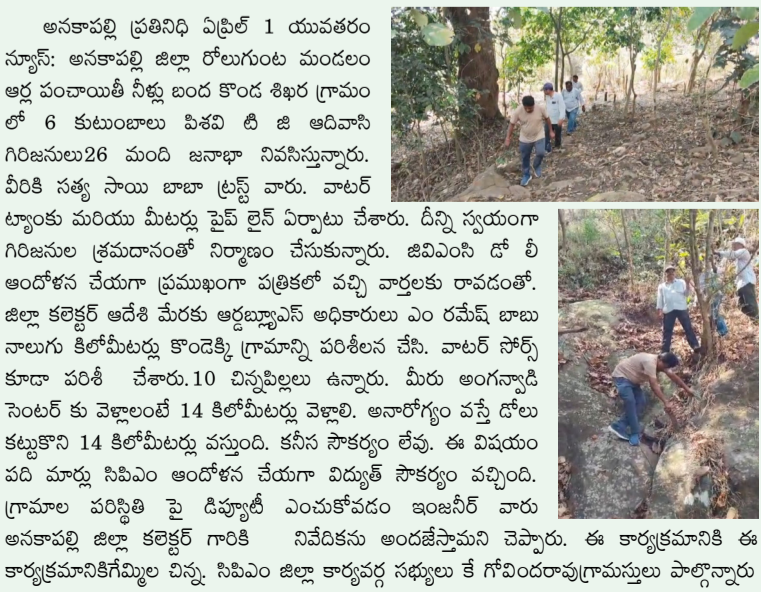 అనకాపల్లి ప్రతినిధి ఏప్రిల్ 1 యువతరం
న్యూస్: అనకాపల్లి జిల్లా రోలుగుంట మండలం
ఆర్ల పంచాయితీ నీళ్లు బంద కొండ శిఖర గ్రామం
లో 6 కుటుంబాలు పిశవి టి జి ఆదివాసి
గిరిజనులు26 మంది జనాభా నివసిస్తున్నారు.
వీరికి సత్య సాయి బాబా ట్రస్ట్ వారు. వాటర్
ట్యాంకు మరియు మీటర్లు పైప్ లైన్ ఏర్పాటు చేశారు. దీన్ని స్వయంగా
గిరిజనుల శ్రమదానంతో నిర్మాణం చేసుకున్నారు. జివిఎంసి డో లీ
ఆందోళన చేయగా ప్రముఖంగా పత్రికలో వచ్చి వార్తలకు రావడంతో.
జిల్లా కలెక్టర్ ఆదేశి మేరకు ఆర్డబ్ల్యూఎస్ అధికారులు ఎం రమేష్ బాబు
నాలుగు కిలోమీటర్లు కొండెక్కి గ్రామాన్ని పరిశీలన చేసి. వాటర్ సోర్స్
కూడా పరిశీ చేశారు.10 చిన్నపిల్లలు ఉన్నారు. మీరు అంగన్వాడి
సెంటర్ కు వెళ్లాలంటే 14 కిలోమీటర్లు వెళ్లాలి. అనారోగ్యం వస్తే డోలు
కట్టుకొని 14 కిలోమీటర్లు వస్తుంది. కనీస సౌకర్యం లేవు. ఈ విషయం
పది మార్లు సిపిఎం ఆందోళన చేయగా విద్యుత్ సౌకర్యం వచ్చింది.
గ్రామాల పరిస్థితి పై డిప్యూటీ ఎంచుకోవడం ఇంజనీర్ వారు
అనకాపల్లి జిల్లా కలెక్టర్ గారికి నివేదికను అందజేస్తామని చెప్పారు. ఈ కార్యక్రమానికి ఈ
కార్యక్రమానికిగేమ్మిల చిన్న. సిపిఎం జిల్లా కార్యవర్గ సభ్యులు కే గోవిందరావుగ్రామస్తులు పాల్గొన్నారు